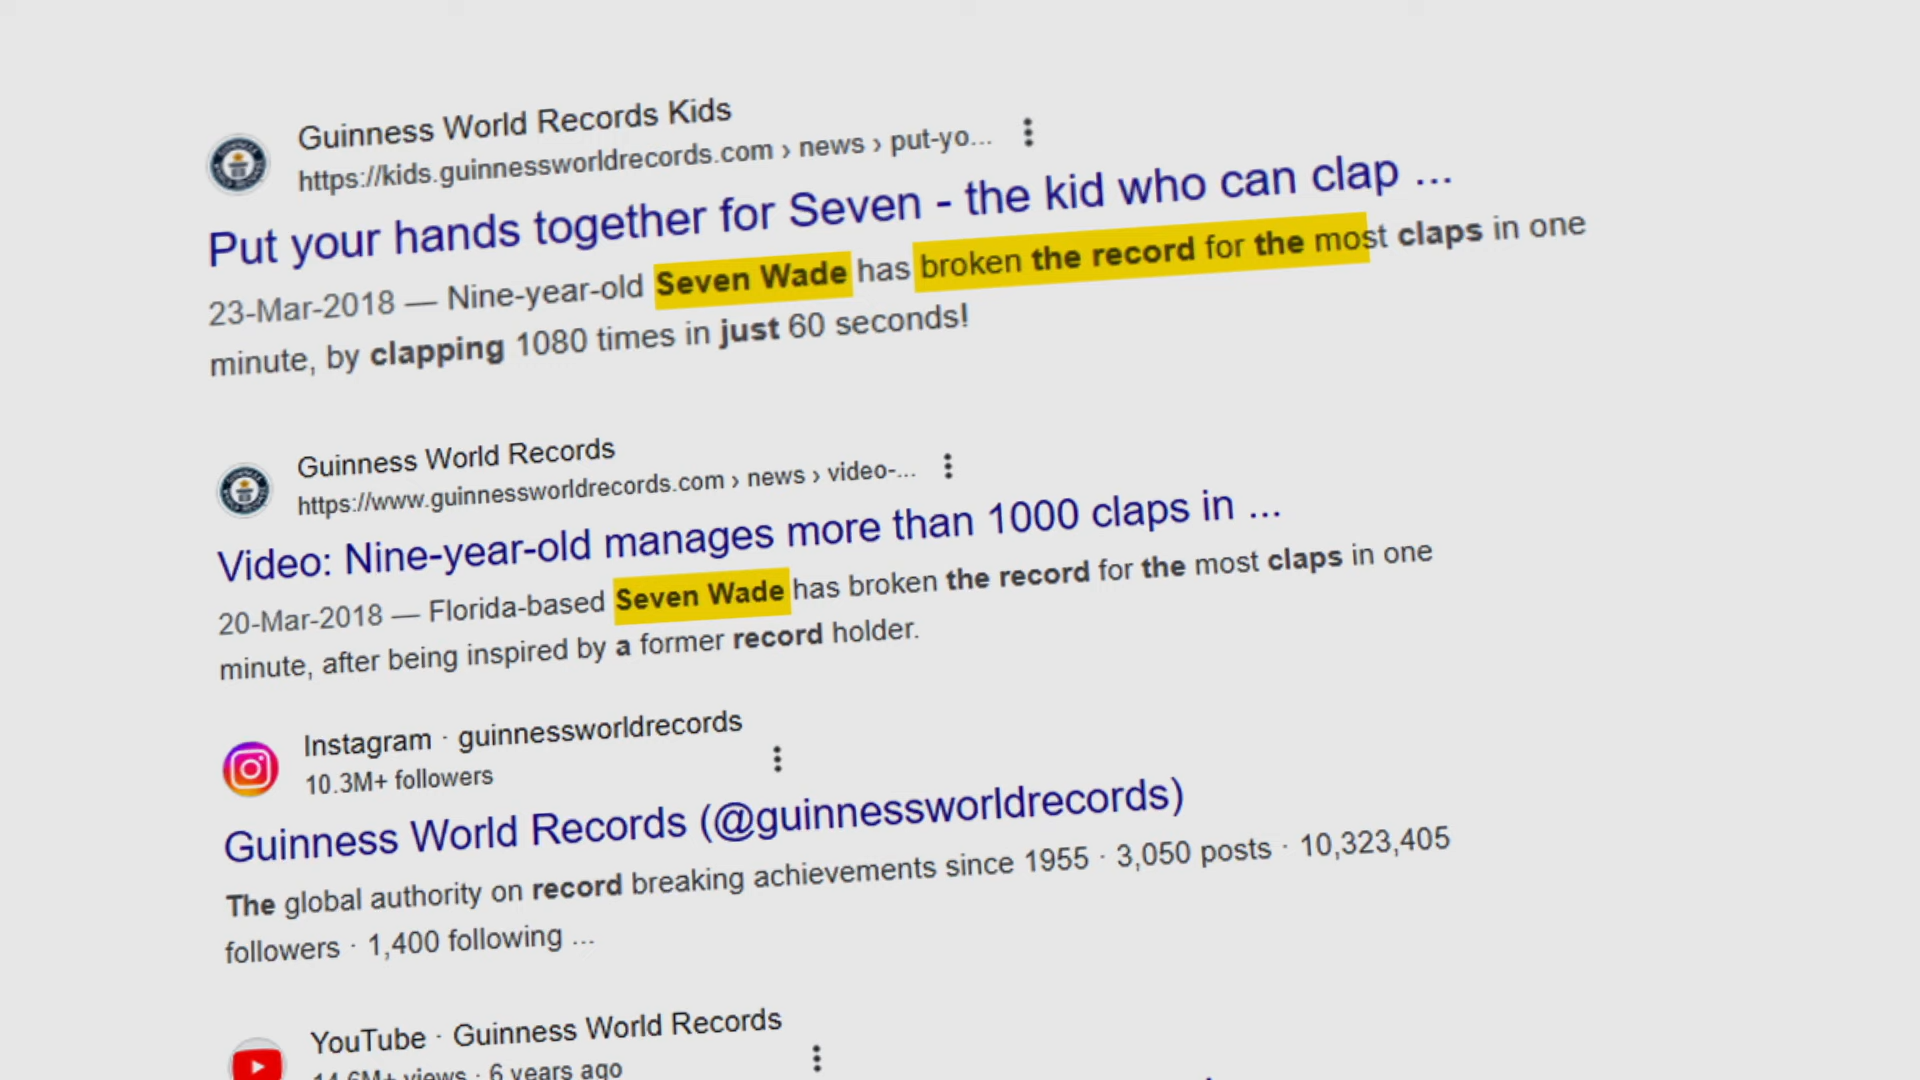 Guinness World Records Kids
https://kids.guinnessworldrecords.com › news › put-yo...
Put your hands together for Seven - the kid who can clap ...
23-Mar-2018 — Nine-year-old Seven Wade has broken the record for the most claps in one
minute, by clapping 1080 times in just 60 seconds!
Guinness World Records
https://www.guinnessworldrecords.com › news › video-...
Video: Nine-year-old manages more than 1000 claps in ...
20-Mar-2018 — Florida-based Seven Wade has broken the record for the most claps in one
minute, after being inspired by a former record holder.
Instagram · guinnessworldrecords
10.3M+ followers
Guinness World Records (@guinnessworldrecords)
The global authority on record breaking achievements since 1955 · 3,050 posts · 10,323,405
followers · 1,400 following ...
YouTube · Guinness World Records
14.6M+ views · 6 years ago